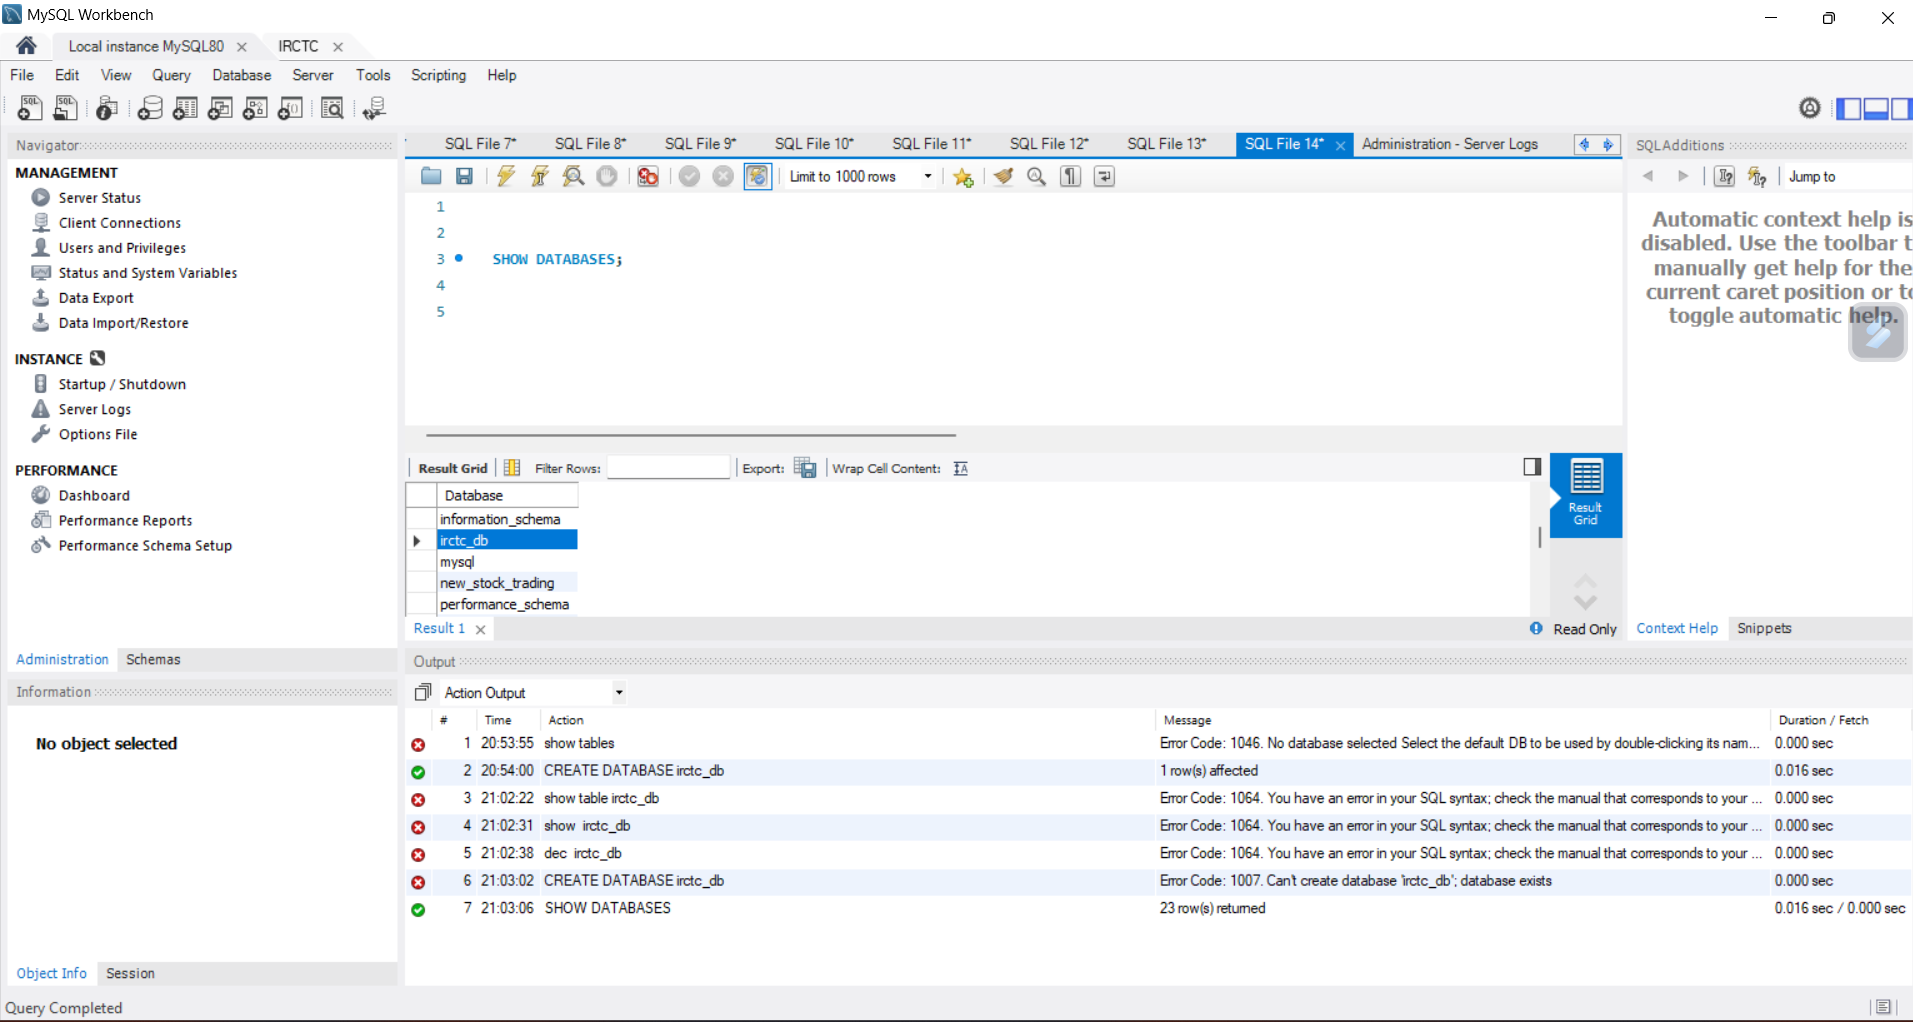 MySQL Workbench
Local instance MySQL80
IRCTC
File Edit View Query Database Server Tools Scripting Help
Navigator
MANAGEMENT
Server Status
Client Connections
Users and Privileges
Status and System Variables
Data Export
Data Import/Restore
INSTANCE
Startup / Shutdown
Server Logs
Options File
PERFORMANCE
Dashboard
Performance Reports
Performance Schema Setup
Administration Schemas
Information
No object selected
Object Info Session
SQL File 7* SQL File 8* SQL File 9* SQL File 10* SQL File 11* SQL File 12* SQL File 13* SQL File 14* Administration - Server Logs
Limit to 1000 rows
1
2
3 SHOW DATABASES;
4
5
Result Grid Filter Rows: Export: Wrap Cell Content:
Database
information_schema
irctc_db
mysql
new_stock_trading
performance_schema
Result
Grid
Result 1
Read Only
SQLAdditions
Jump to
Automatic context help is
disabled. Use the toolbar t
manually get help for the
current caret position or to
toggle automatic help.
Context Help Snippets
Output
Action Output
# Time Action Message Duration / Fetch
1 20:53:55 show tables Error Code: 1046. No database selected Select the default DB to be used by double-clicking its nam... 0.000 sec
2 20:54:00 CREATE DATABASE irctc_db 1 row(s) affected 0.016 sec
3 21:02:22 show table irctc_db Error Code: 1064. You have an error in your SQL syntax; check the manual that corresponds to your ... 0.000 sec
4 21:02:31 show irctc_db Error Code: 1064. You have an error in your SQL syntax; check the manual that corresponds to your ... 0.000 sec
5 21:02:38 dec irctc_db Error Code: 1064. You have an error in your SQL syntax; check the manual that corresponds to your ... 0.000 sec
6 21:03:02 CREATE DATABASE irctc_db Error Code: 1007. Can't create database 'irctc_db'; database exists 0.000 sec
7 21:03:06 SHOW DATABASES 23 row(s) returned 0.016 sec / 0.000 sec
Query Completed